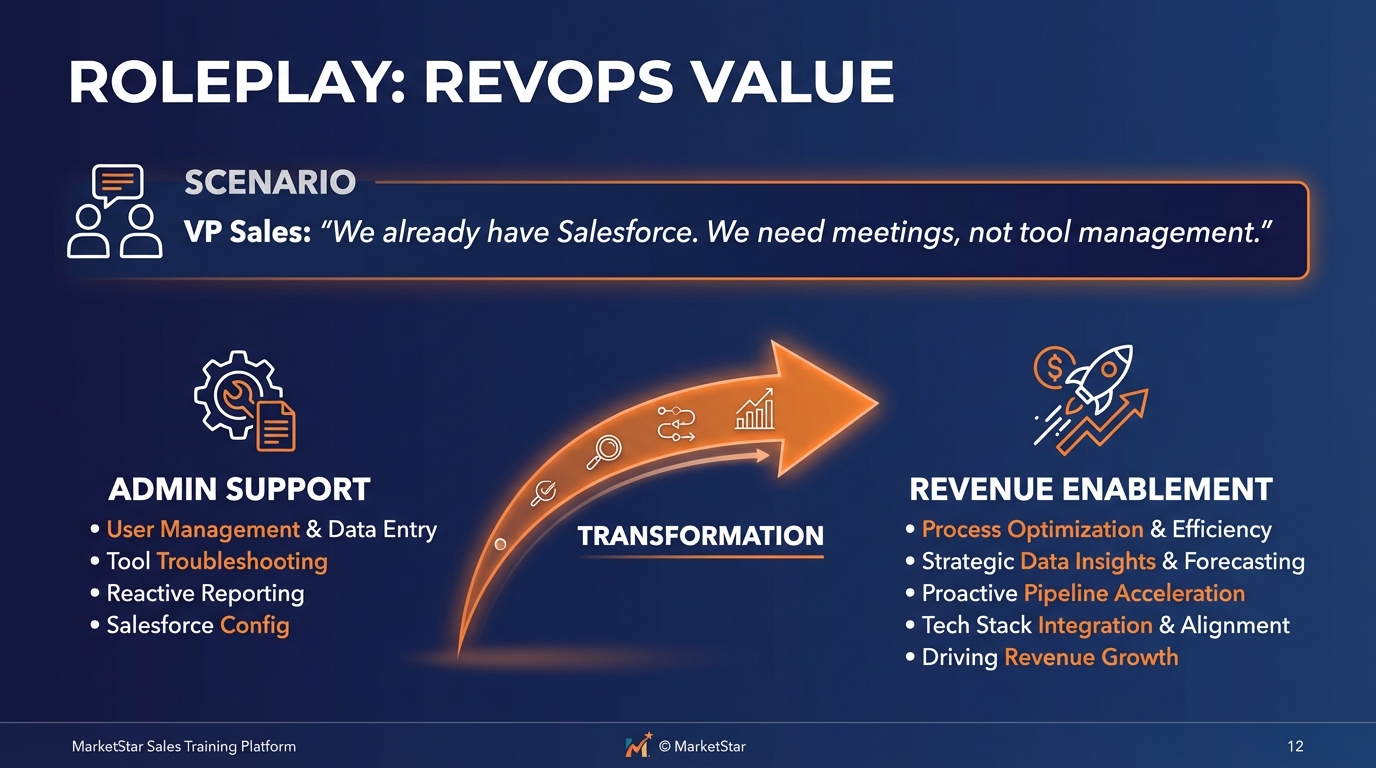 ROLEPLAY: REVOPS VALUE
SCENARIO
VP Sales: “We already have Salesforce. We need meetings, not tool management.”
ADMIN SUPPORT
• User Management & Data Entry
• Tool Troubleshooting
• Reactive Reporting
• Salesforce Config
TRANSFORMATION
REVENUE ENABLEMENT
• Process Optimization & Efficiency
• Strategic Data Insights & Forecasting
• Proactive Pipeline Acceleration
• Tech Stack Integration & Alignment
• Driving Revenue Growth
MarketStar Sales Training Platform
© MarketStar
12